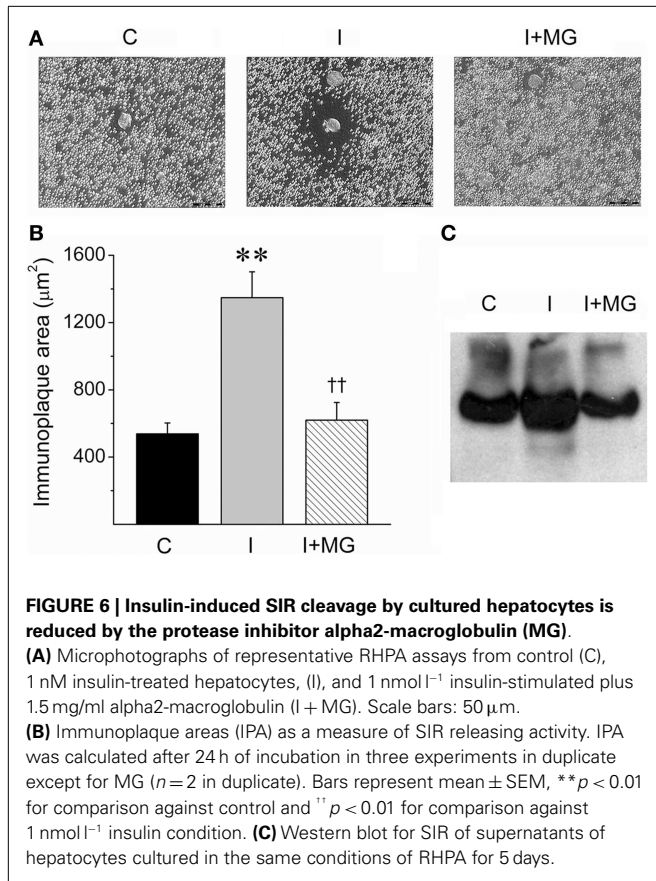 A
C
I
I+MG
B
C
Immunoplaque area (µm²)
1600
1200
800
400
**
††
C
I
I+MG
C
I
I+MG
FIGURE 6 | Insulin-induced SIR cleavage by cultured hepatocytes is
reduced by the protease inhibitor alpha2-macroglobulin (MG).
(A) Microphotographs of representative RHPA assays from control (C),
1 nM insulin-treated hepatocytes, (I), and 1 nmol l⁻¹ insulin-stimulated plus
1.5 mg/ml alpha2-macroglobulin (I + MG). Scale bars: 50 µm.
(B) Immunoplaque areas (IPA) as a measure of SIR releasing activity. IPA
was calculated after 24 h of incubation in three experiments in duplicate
except for MG (n = 2 in duplicate). Bars represent mean ± SEM, **p < 0.01
for comparison against control and ††p < 0.01 for comparison against
1 nmol l⁻¹ insulin condition. (C) Western blot for SIR of supernatants of
hepatocytes cultured in the same conditions of RHPA for 5 days.